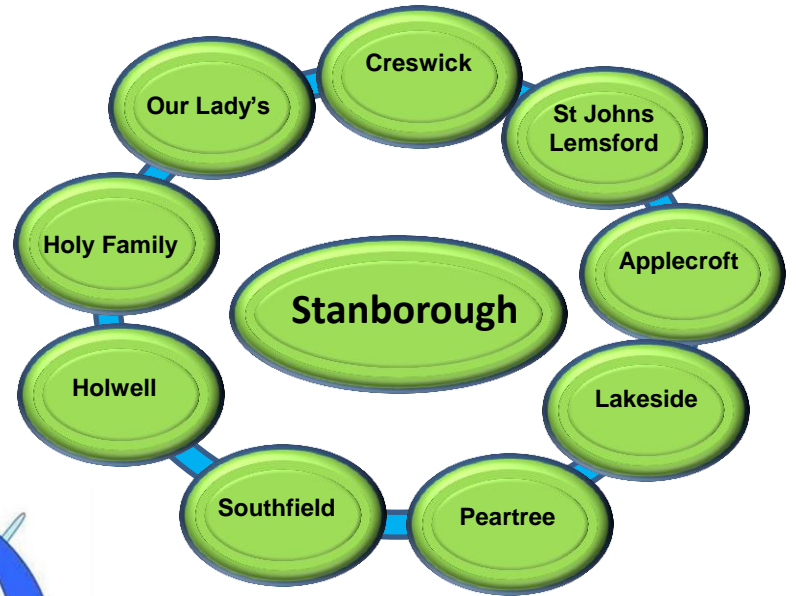 Creswick
St Johns
Lemsford
Applecroft
Lakeside
Peartree
Southfield
Holwell
Holy Family
Our Lady’s
Stanborough